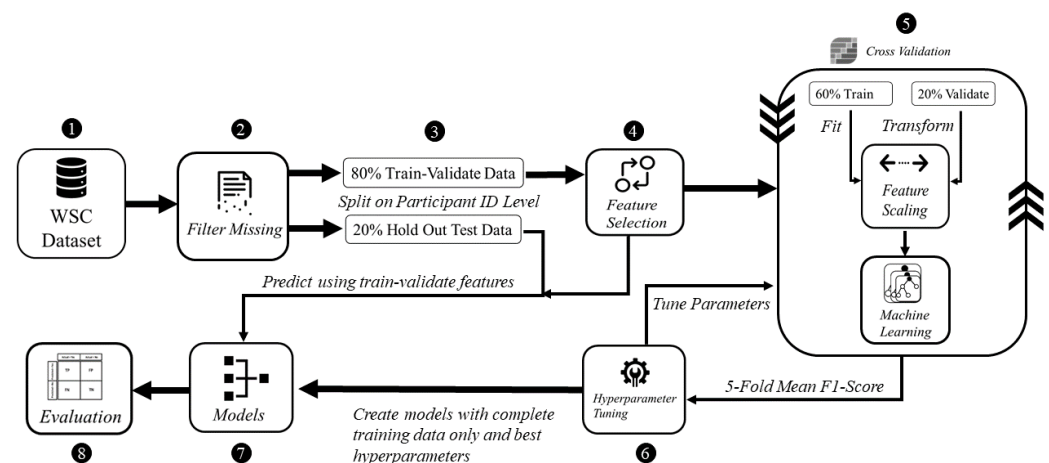 1
WSC
Dataset
2
Filter Missing
3
80% Train-Validate Data
Split on Participant ID Level
20% Hold Out Test Data
4
Feature
Selection
5
Cross Validation
60% Train
20% Validate
Fit
Transform
Feature
Scaling
Machine
Learning
Predict using train-validate features
Tune Parameters
5-Fold Mean F1-Score
Hyperparameter
Tuning
6
Create models with complete
training data only and best
hyperparameters
Models
7
TP
FP
FN
TN
Evaluation
8